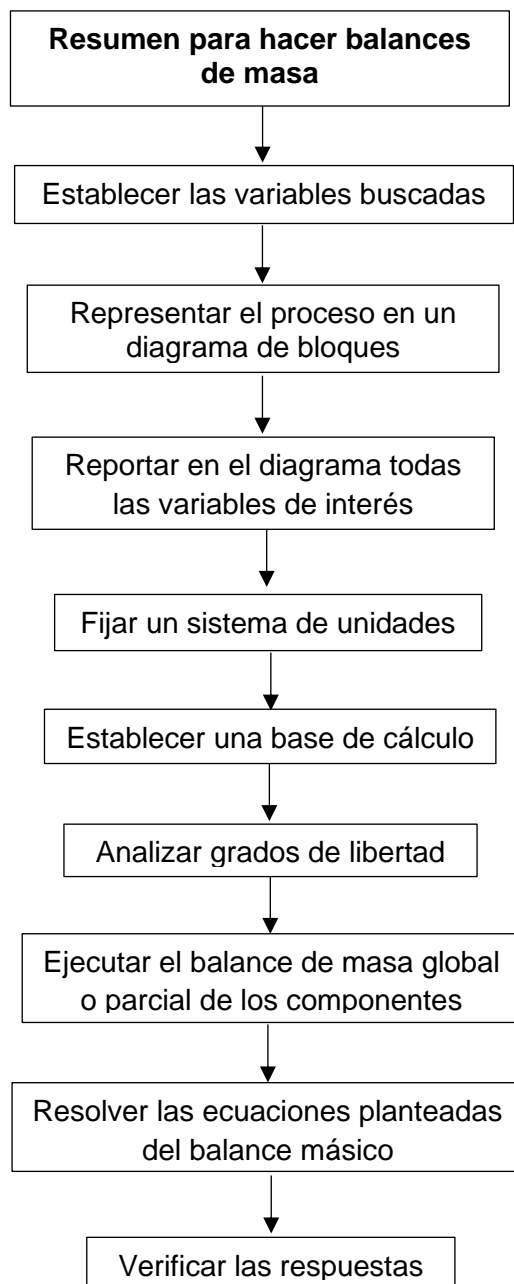 Resumen para hacer balances
de masa
Establecer las variables buscadas
Representar el proceso en un
diagrama de bloques
Reportar en el diagrama todas
las variables de interés
Fijar un sistema de unidades
Establecer una base de cálculo
Analizar grados de libertad
Ejecutar el balance de masa global
o parcial de los componentes
Resolver las ecuaciones planteadas
del balance másico
Verificar las respuestas